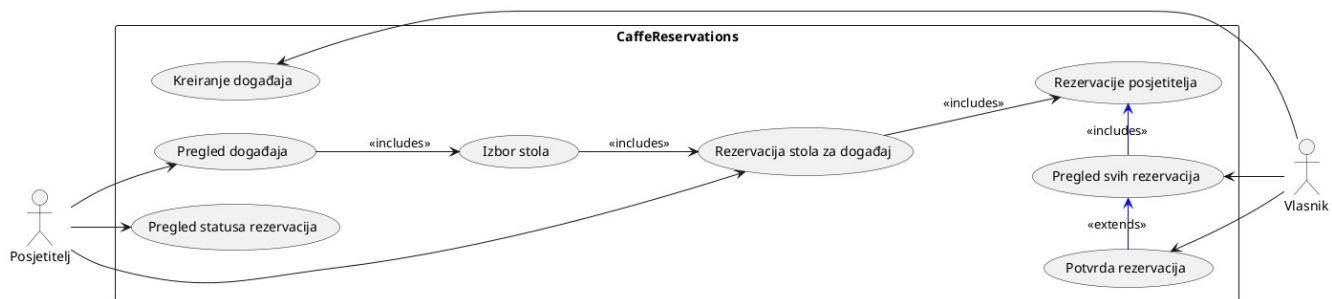 CaffeReservations
Kreiranje događaja
Rezervacije posjetitelja
«includes»
«includes»
Pregled događaja
«includes»
Izbor stola
«includes»
Rezervacija stola za događaj
Pregled svih rezervacija
Vlasnik
Pregled statusa rezervacija
«extends»
Posjetitelj
Potvrda rezervacija